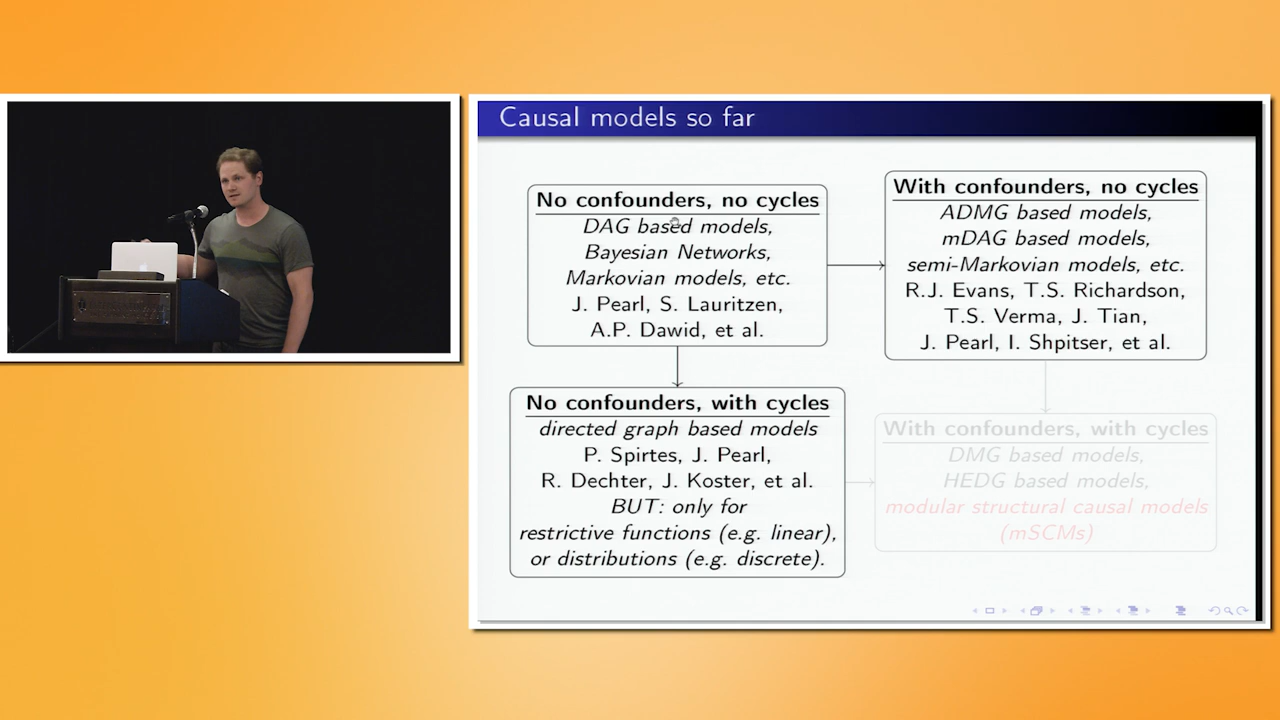 Causal models so far
No confounders, no cycles
DAG based models,
Bayesian Networks,
Markovian models, etc.
J. Pearl, S. Lauritzen,
A.P. Dawid, et al.
With confounders, no cycles
ADMG based models,
mDAG based models,
semi-Markovian models, etc.
R.J. Evans, T.S. Richardson,
T.S. Verma, J. Tian,
J. Pearl, I. Shpitser, et al.
No confounders, with cycles
directed graph based models
P. Spirtes, J. Pearl,
R. Dechter, J. Koster, et al.
BUT: only for
restrictive functions (e.g. linear),
or distributions (e.g. discrete).
With confounders, with cycles
DMG based models,
HEDG based models,
modular structural causal models
(mSCMs)